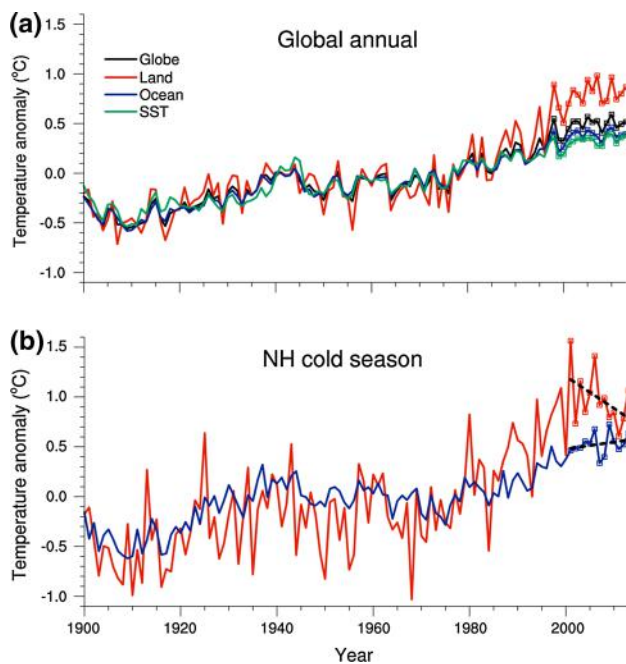 (a)
Global annual
Temperature anomaly (°C)
1.5
1.0
0.5
0.0
-0.5
-1.0
Globe
Land
Ocean
SST
(b)
NH cold season
Temperature anomaly (°C)
1.5
1.0
0.5
0.0
-0.5
-1.0
1900 1920 1940 1960 1980 2000
Year